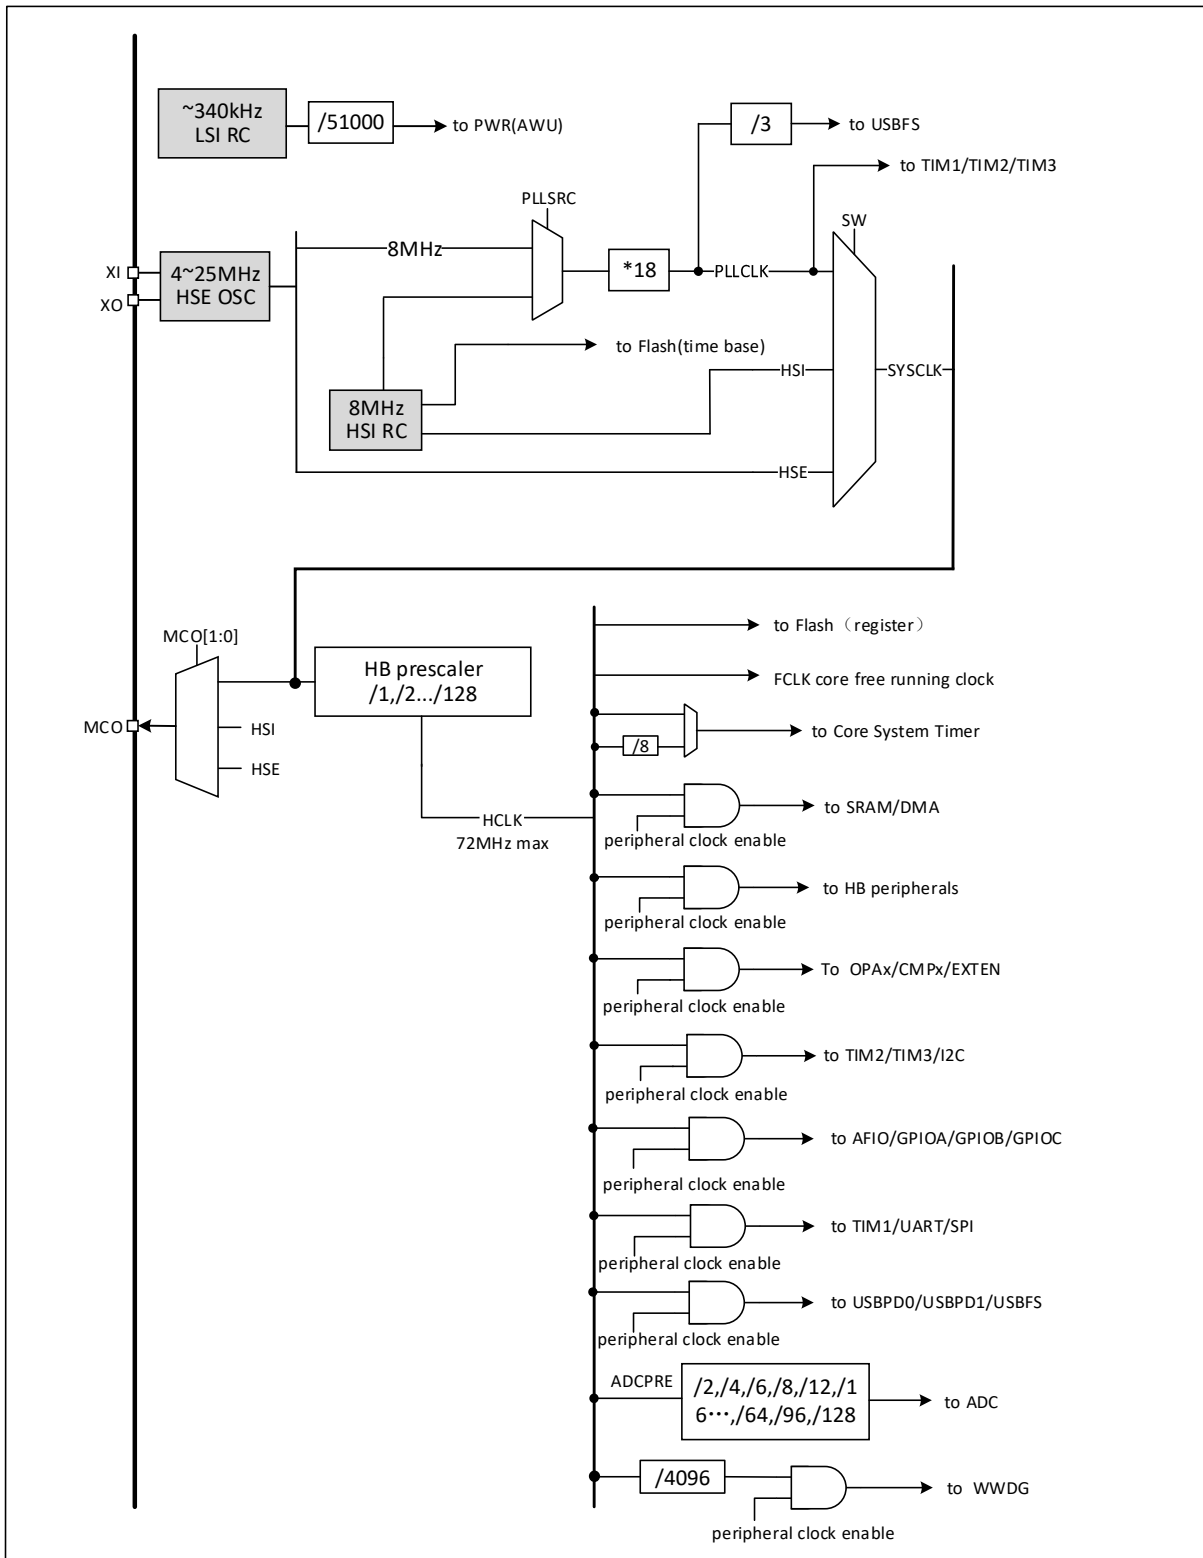 ~340kHz
LSI RC
/51000
to PWR(AWU)
/3
to USBFS
to TIM1/TIM2/TIM3
PLLSRC
SW
8MHz
XI
XO
4~25MHz
HSE OSC
*18
PLLCLK
to Flash(time base)
HSI
SYSCLK
8MHz
HSI RC
HSE
MCO[1:0]
HB prescaler
/1,/2.../128
MCO
HSI
HSE
HCLK
72MHz max
to Flash（register）
FCLK core free running clock
to Core System Timer
/8
to SRAM/DMA
peripheral clock enable
to HB peripherals
peripheral clock enable
To OPAx/CMPx/EXTEN
peripheral clock enable
to TIM2/TIM3/I2C
peripheral clock enable
to AFIO/GPIOA/GPIOB/GPIOC
peripheral clock enable
to TIM1/UART/SPI
peripheral clock enable
to USBPD0/USBPD1/USBFS
peripheral clock enable
ADCPRE
/2,/4,/6,/8,/12,/1
6···,/64,/96,/128
to ADC
/4096
to WWDG
peripheral clock enable